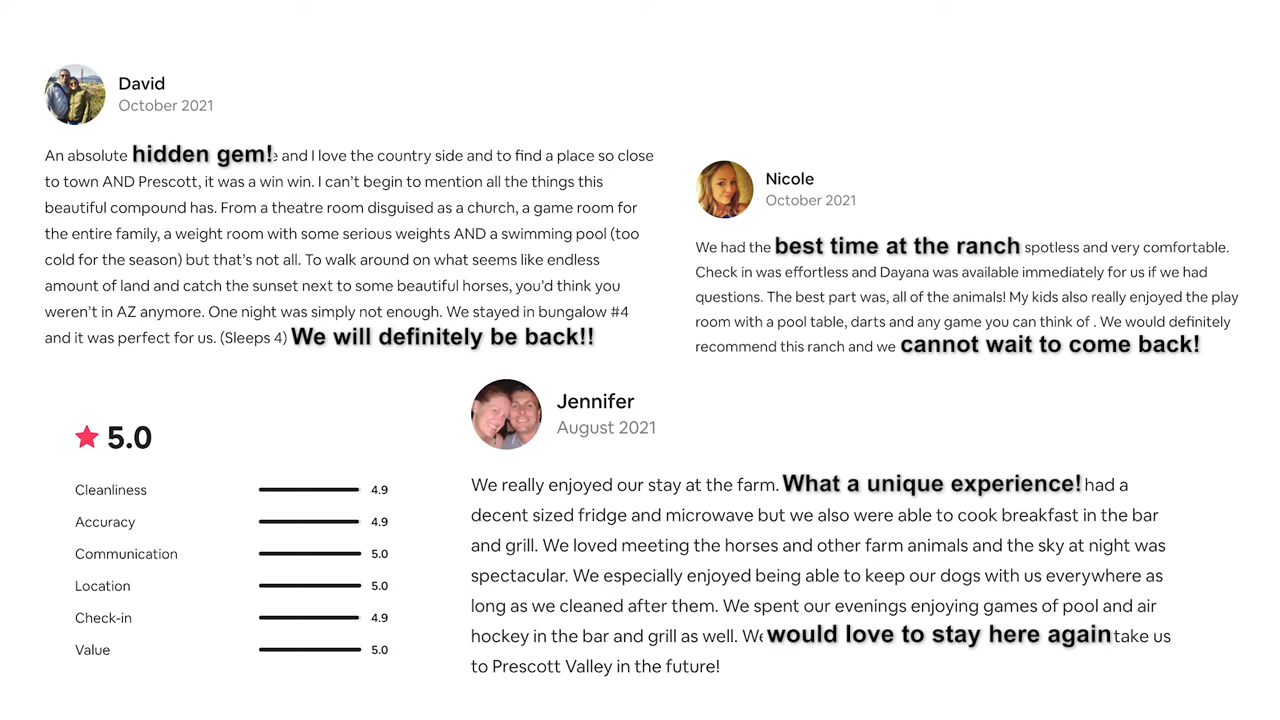 David
October 2021
An absolute hidden gem! and I love the country side and to find a place so close
to town AND Prescott, it was a win win. I can't begin to mention all the things this
beautiful compound has. From a theatre room disguised as a church, a game room for
the entire family, a weight room with some serious weights AND a swimming pool (too
cold for the season) but that's not all. To walk around on what seems like endless
amount of land and catch the sunset next to some beautiful horses, you'd think you
weren't in AZ anymore. One night was simply not enough. We stayed in bungalow #4
and it was perfect for us. (Sleeps 4) We will definitely be back!!
Nicole
October 2021
We had the best time at the ranch spotless and very comfortable.
Check in was effortless and Dayana was available immediately for us if we had
questions. The best part was, all of the animals! My kids also really enjoyed the play
room with a pool table, darts and any game you can think of . We would definitely
recommend this ranch and we cannot wait to come back!
5.0
Cleanliness 4.9
Accuracy 4.9
Communication 5.0
Location 5.0
Check-in 4.9
Value 5.0
Jennifer
August 2021
We really enjoyed our stay at the farm. What a unique experience! had a
decent sized fridge and microwave but we also were able to cook breakfast in the bar
and grill. We loved meeting the horses and other farm animals and the sky at night was
spectacular. We especially enjoyed being able to keep our dogs with us everywhere as
long as we cleaned after them. We spent our evenings enjoying games of pool and air
hockey in the bar and grill as well. We would love to stay here again take us
to Prescott Valley in the future!